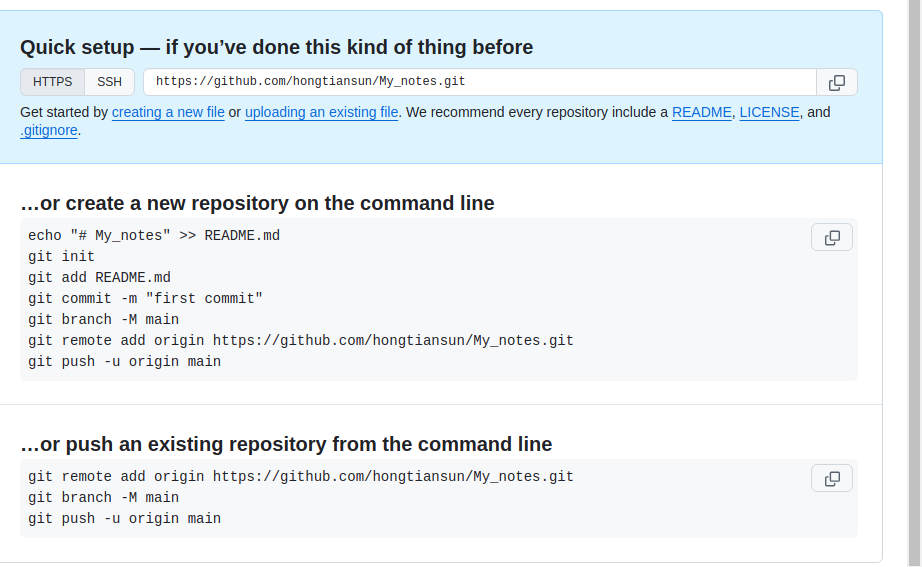 Quick setup — if you’ve done this kind of thing before
HTTPS SSH https://github.com/hongtiansun/My_notes.git
Get started by creating a new file or uploading an existing file. We recommend every repository include a README, LICENSE, and
.gitignore.
…or create a new repository on the command line
echo "# My_notes" >> README.md
git init
git add README.md
git commit -m "first commit"
git branch -M main
git remote add origin https://github.com/hongtiansun/My_notes.git
git push -u origin main
…or push an existing repository from the command line
git remote add origin https://github.com/hongtiansun/My_notes.git
git branch -M main
git push -u origin main